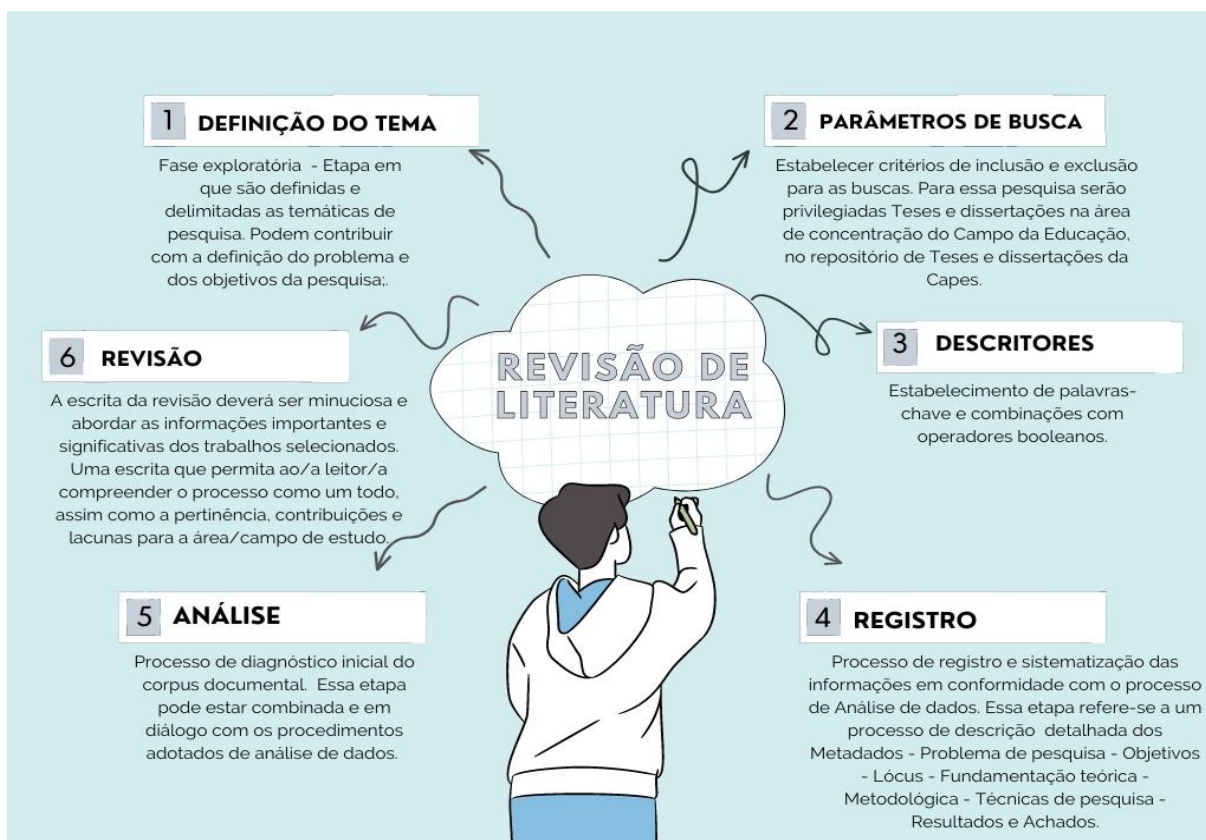 1 DEFINIÇÃO DO TEMA
Fase exploratória - Etapa em
que são definidas e
delimitadas as temáticas de
pesquisa. Podem contribuir
com a definição do problema e
dos objetivos da pesquisa;.
2 PARÂMETROS DE BUSCA
Estabelecer critérios de inclusão e exclusão
para as buscas. Para essa pesquisa serão
privilegiadas Teses e dissertações na área
de concentração do Campo da Educação,
no repositório de Teses e dissertações da
Capes.
REVISÃO DE
LITERATURA
3 DESCRITORES
Estabelecimento de palavras-
chave e combinações com
operadores booleanos.
4 REGISTRO
Processo de registro e sistematização das
informações em conformidade com o processo
de Análise de dados. Essa etapa refere-se a um
processo de descrição detalhada dos
Metadados - Problema de pesquisa - Objetivos
- Lócus - Fundamentação teórica -
Metodológica - Técnicas de pesquisa -
Resultados e Achados.
5 ANÁLISE
Processo de diagnóstico inicial do
corpus documental. Essa etapa
pode estar combinada e em
diálogo com os procedimentos
adotados de análise de dados.
6 REVISÃO
A escrita da revisão deverá ser minuciosa e
abordar as informações importantes e
significativas dos trabalhos selecionados.
Uma escrita que permita ao/a leitor/a
compreender o processo como um todo,
assim como a pertinência, contribuições e
lacunas para a área/campo de estudo.